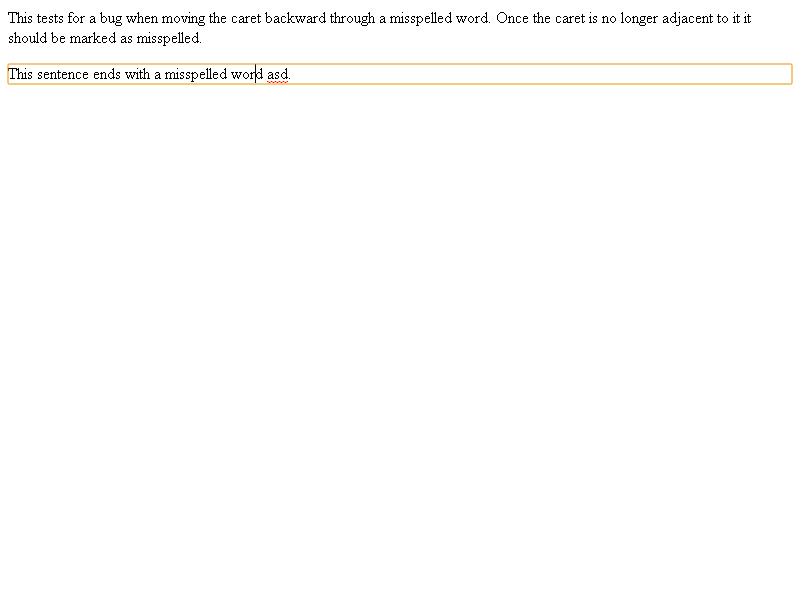 This tests for a bug when moving the caret backward through a misspelled word. Once the caret is no longer adjacent to it it
should be marked as misspelled.
This sentence ends with a misspelled word asd.